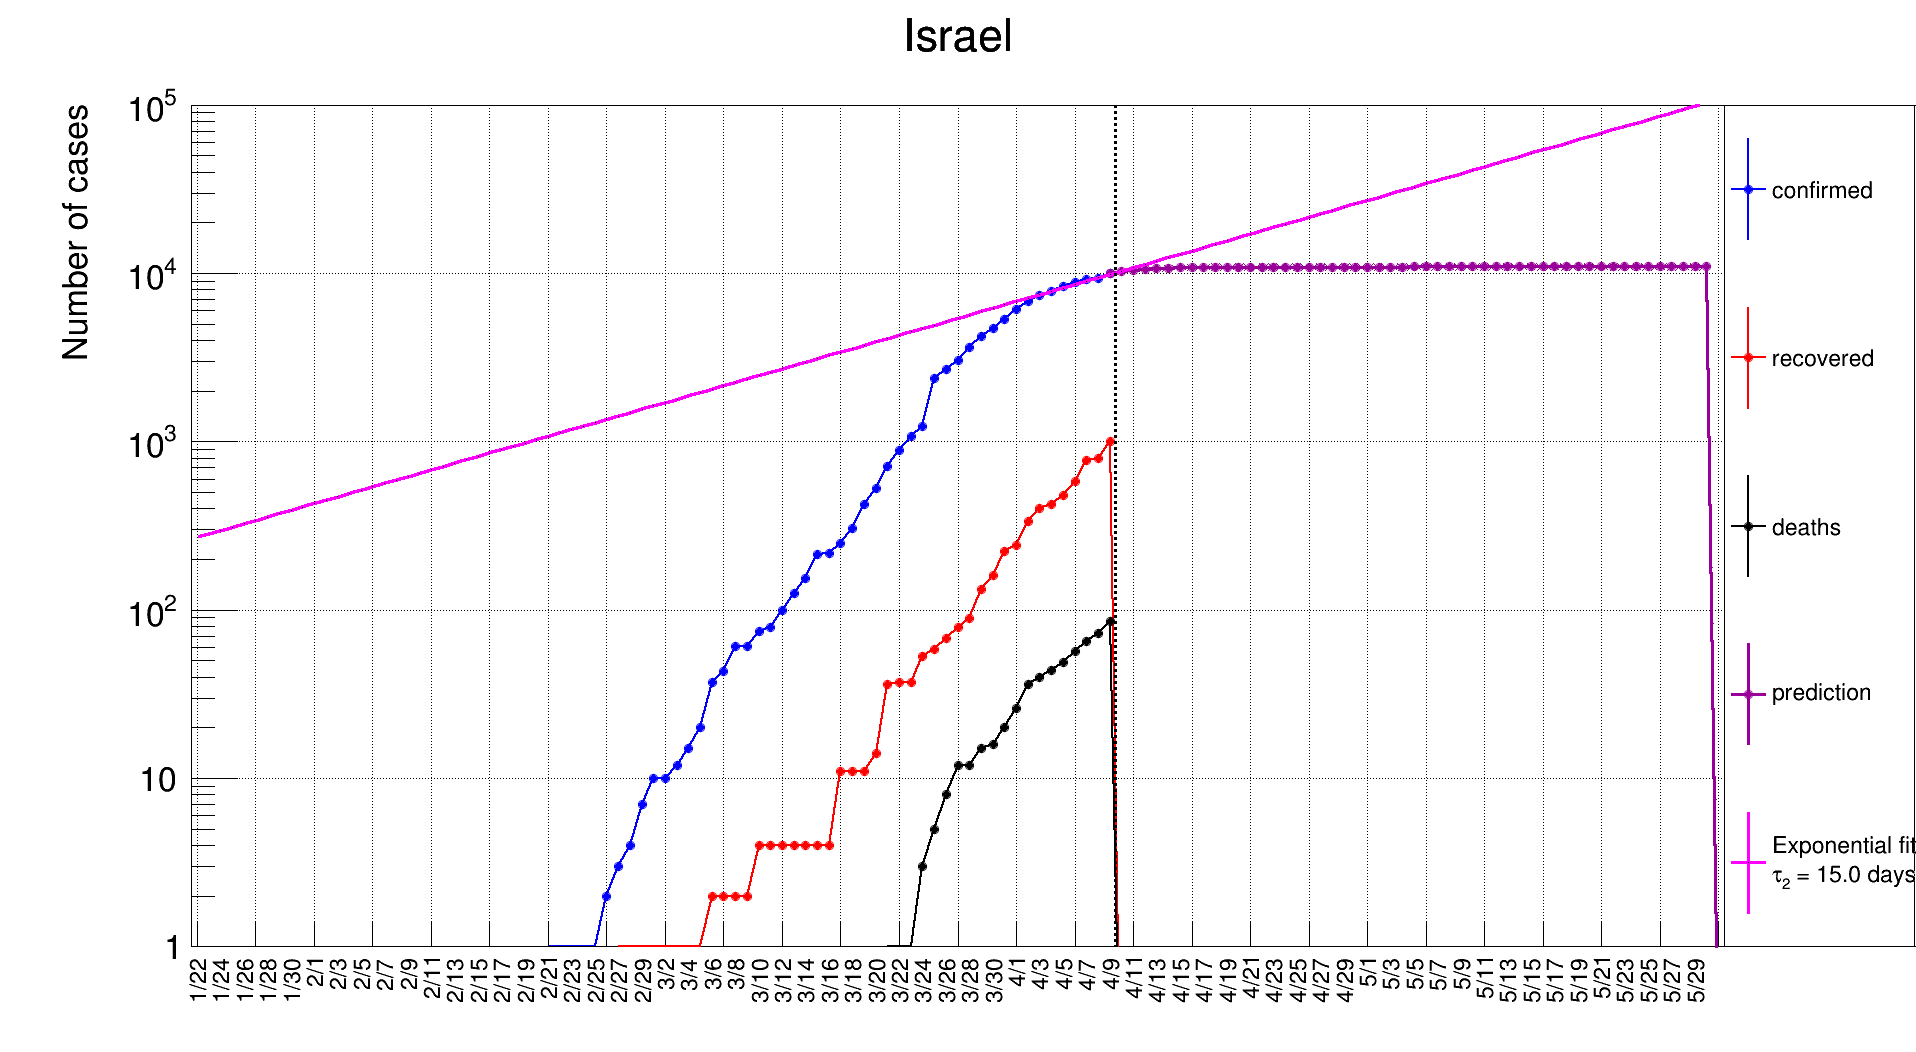 Israel
Number of cases
10^5
10^4
10^3
10^2
10
1
1/22 1/24 1/26 1/28 1/30 2/1 2/3 2/5 2/7 2/9 2/11 2/13 2/15 2/17 2/19 2/21 2/23 2/25 2/27 2/29 3/2 3/4 3/6 3/8 3/10 3/12 3/14 3/16 3/18 3/20 3/22 3/24 3/26 3/28 3/30 4/1 4/3 4/5 4/7 4/9 4/11 4/13 4/15 4/17 4/19 4/21 4/23 4/25 4/27 4/29 5/1 5/3 5/5 5/7 5/9 5/11 5/13 5/15 5/17 5/19 5/21 5/23 5/25 5/27 5/29
confirmed
recovered
deaths
prediction
Exponential fit
τ₂ = 15.0 days